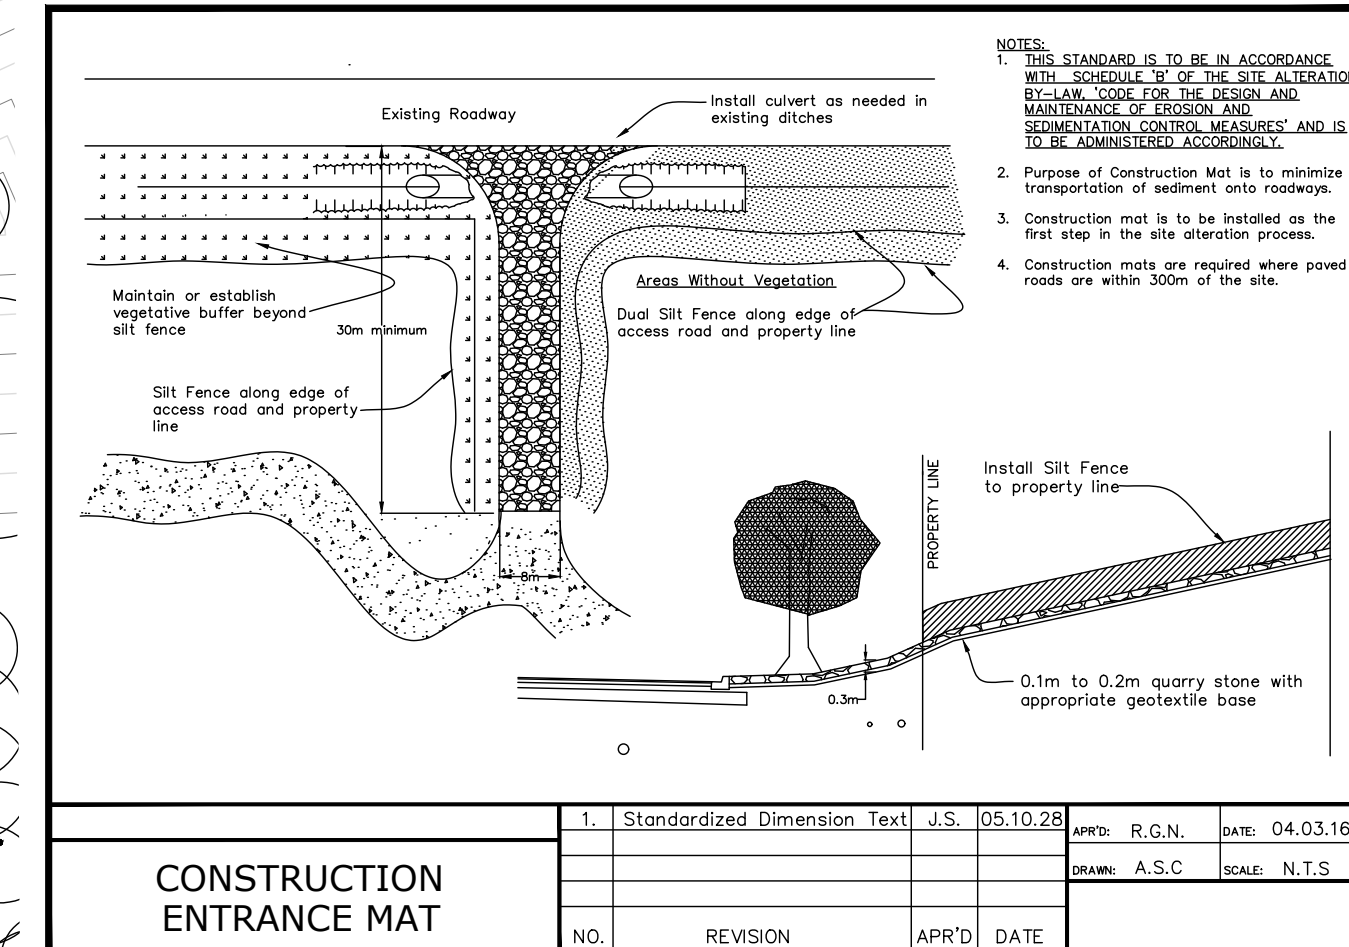 NOTES:
1. THIS STANDARD IS TO BE IN ACCORDANCE
WITH SCHEDULE 'B' OF THE SITE ALTERATIO
BY-LAW, 'CODE FOR THE DESIGN AND
MAINTENANCE OF EROSION AND
SEDIMENTATION CONTROL MEASURES' AND IS
TO BE ADMINISTERED ACCORDINGLY.
2. Purpose of Construction Mat is to minimize
transportation of sediment onto roadways.
3. Construction mat is to be installed as the
first step in the site alteration process.
4. Construction mats are required where paved
roads are within 300m of the site.
Existing Roadway
Install culvert as needed in
existing ditches
Maintain or establish
vegetative buffer beyond
silt fence
30m minimum
Areas Without Vegetation
Dual Silt Fence along edge of
access road and property line
Silt Fence along edge of
access road and property
line
8m
PROPERTY LINE
Install Silt Fence
to property line
0.3m
0.1m to 0.2m quarry stone with
appropriate geotextile base
CONSTRUCTION
ENTRANCE MAT
1. Standardized Dimension Text J.S. 05.10.28
NO. REVISION APR'D DATE
APR'D: R.G.N. DATE: 04.03.16
DRAWN: A.S.C SCALE: N.T.S